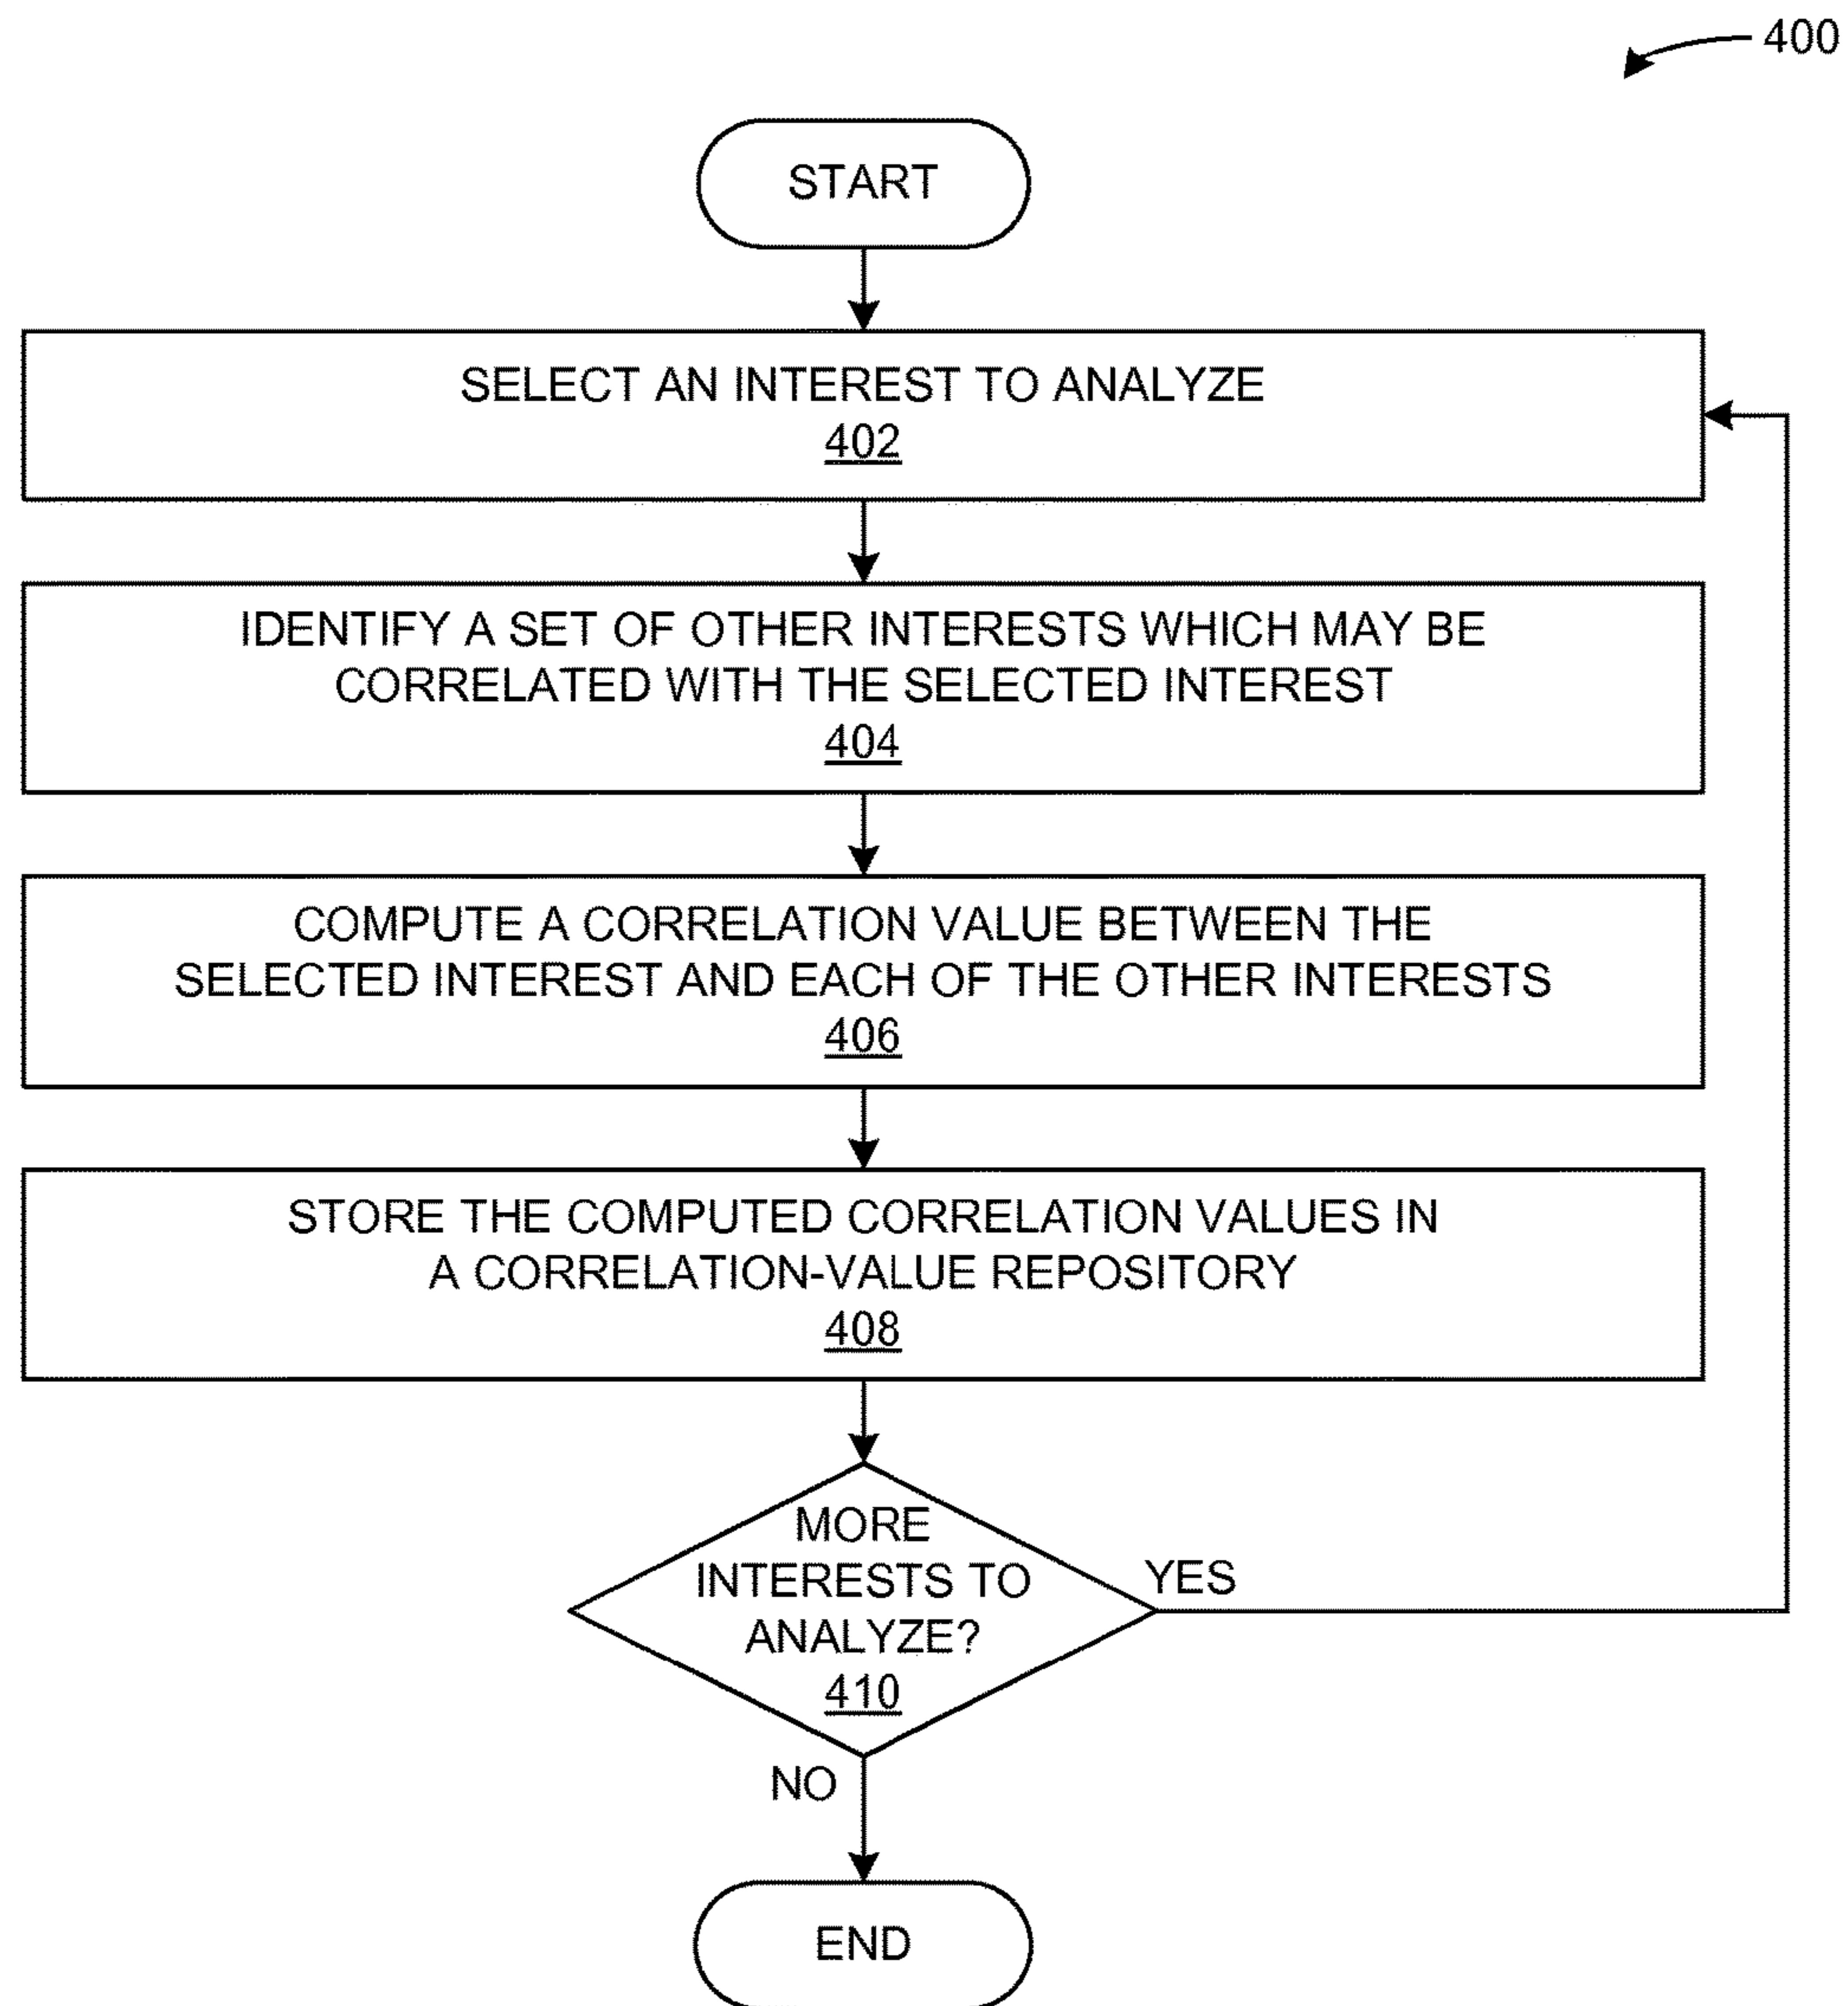 400
START
SELECT AN INTEREST TO ANALYZE
402
IDENTIFY A SET OF OTHER INTERESTS WHICH MAY BE
CORRELATED WITH THE SELECTED INTEREST
404
COMPUTE A CORRELATION VALUE BETWEEN THE
SELECTED INTEREST AND EACH OF THE OTHER INTERESTS
406
STORE THE COMPUTED CORRELATION VALUES IN
A CORRELATION-VALUE REPOSITORY
408
MORE
INTERESTS TO
ANALYZE?
410
YES
NO
END